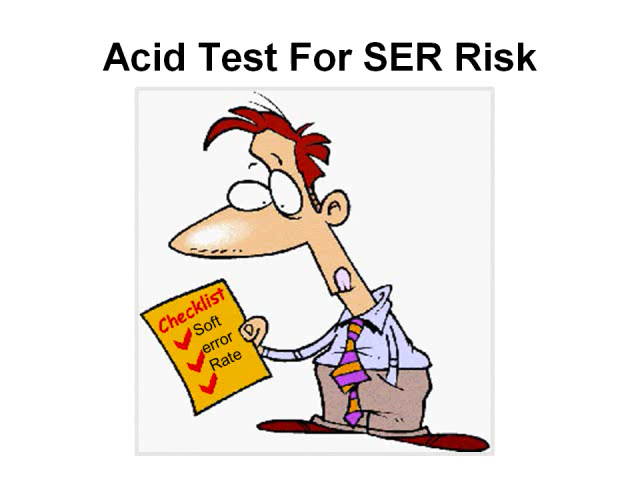 Acid Test For SER Risk
Checklist
Soft
error
Rate